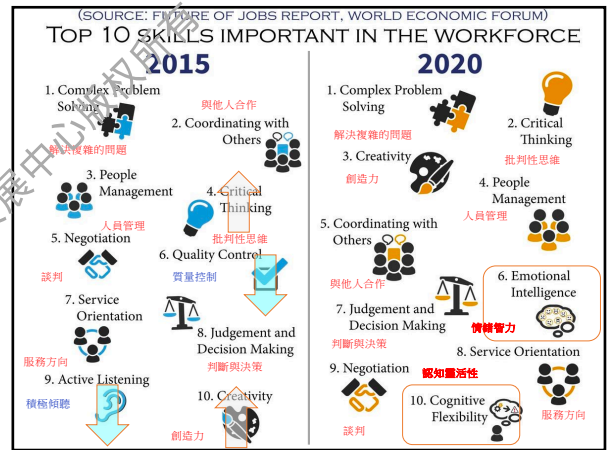 (SOURCE: FUTURE OF JOBS REPORT, WORLD ECONOMIC FORUM)
TOP 10 SKILLS IMPORTANT IN THE WORKFORCE
2015
1. Complex Problem
Solving
解決複雜的問題
與他人合作
2. Coordinating with
Others
3. People
Management
人員管理
4. Critical
Thinking
批判性思維
5. Negotiation
談判
6. Quality Control
質量控制
7. Service
Orientation
服務方向
8. Judgement and
Decision Making
判斷與決策
9. Active Listening
積極傾聽
10. Creativity
創造力
2020
1. Complex Problem
Solving
解決複雜的問題
2. Critical
Thinking
批判性思維
3. Creativity
創造力
4. People
Management
人員管理
5. Coordinating with
Others
與他人合作
6. Emotional
Intelligence
情緒智力
7. Judgement and
Decision Making
判斷與決策
8. Service Orientation
服務方向
9. Negotiation
談判
認知靈活性
10. Cognitive
Flexibility
展中心版权所有